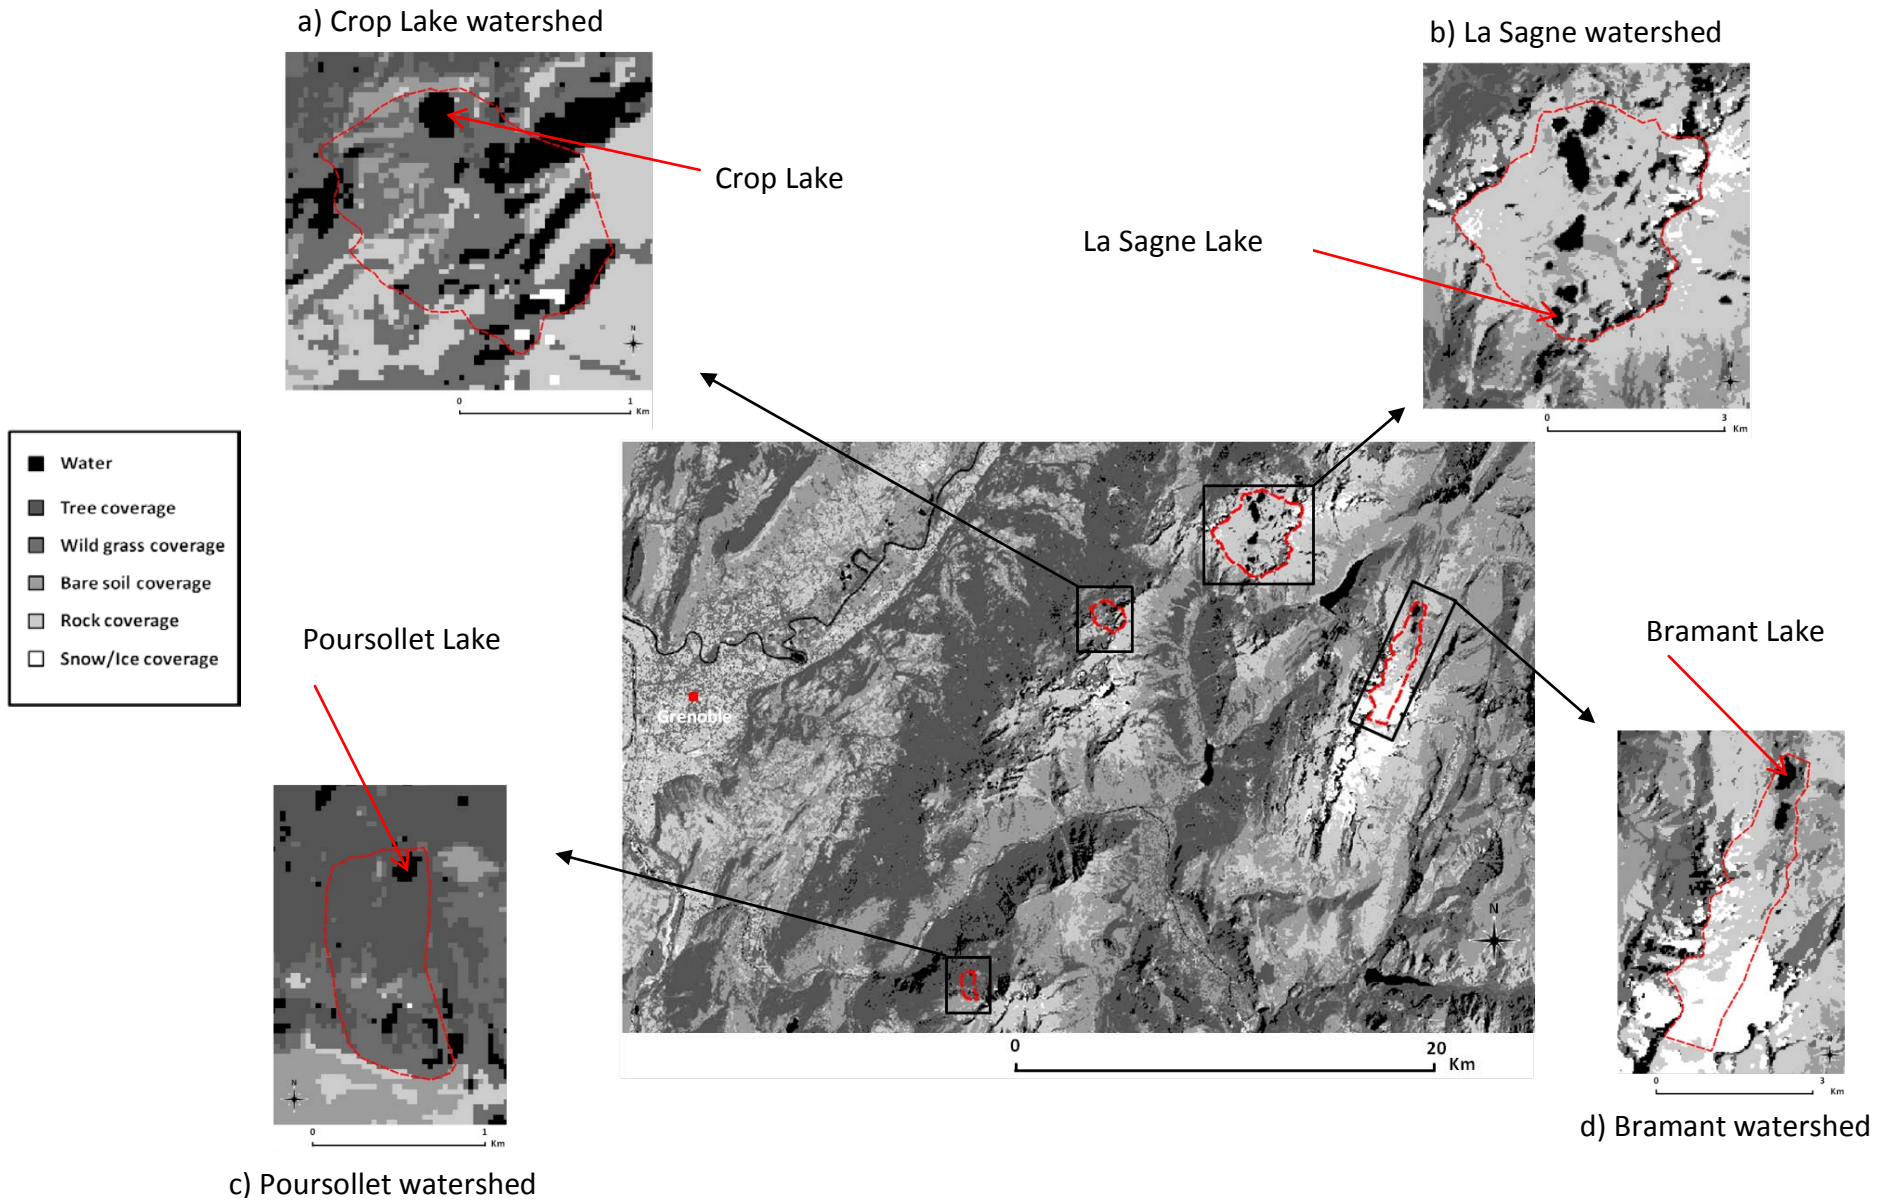 a) Crop Lake watershed
b) La Sagne watershed
Crop Lake
La Sagne Lake
N
0 1
Km
N
0 3
Km
Water
Tree coverage
Wild grass coverage
Bare soil coverage
Rock coverage
Snow/Ice coverage
Poursollet Lake
Bramant Lake
Grenoble
N
0 20
Km
N
0 1
Km
N
0 3
Km
c) Poursollet watershed
d) Bramant watershed